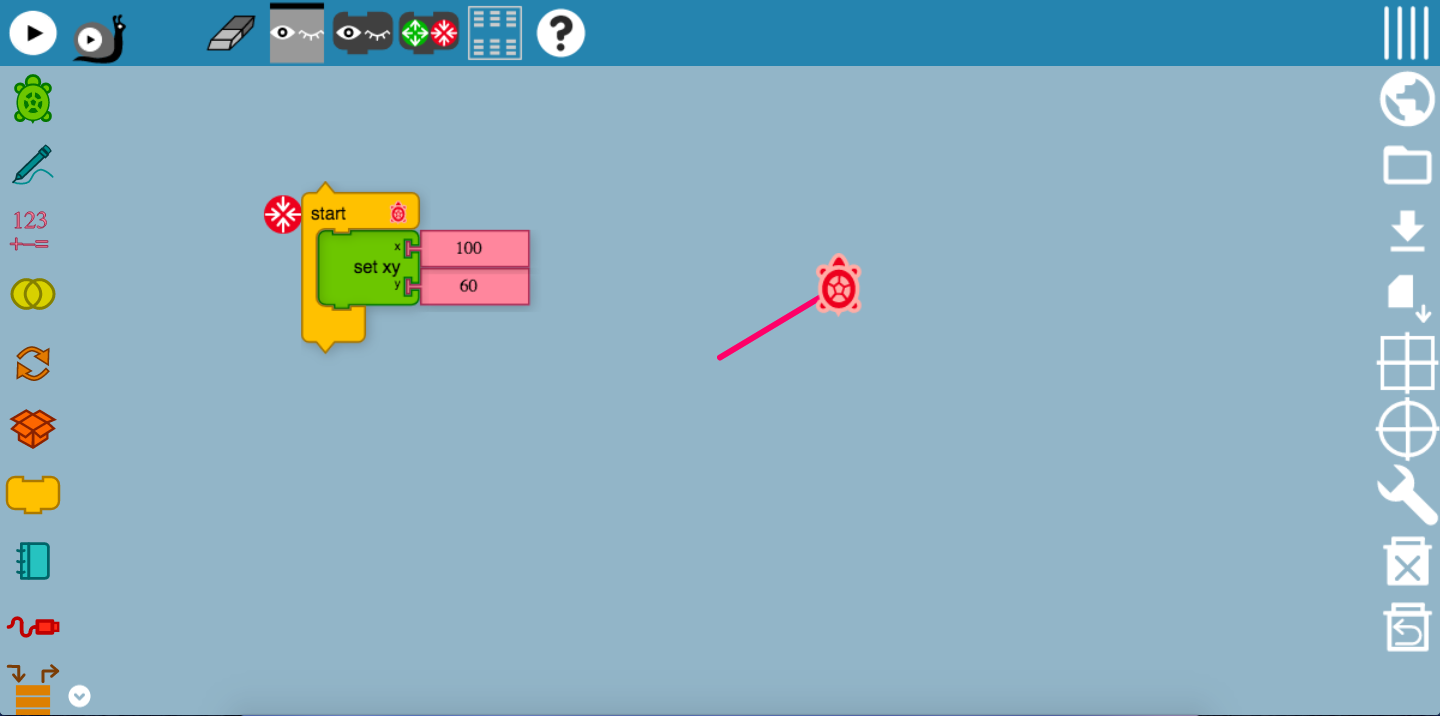 ?
123
+−=
start
x 100
set xy
y 60